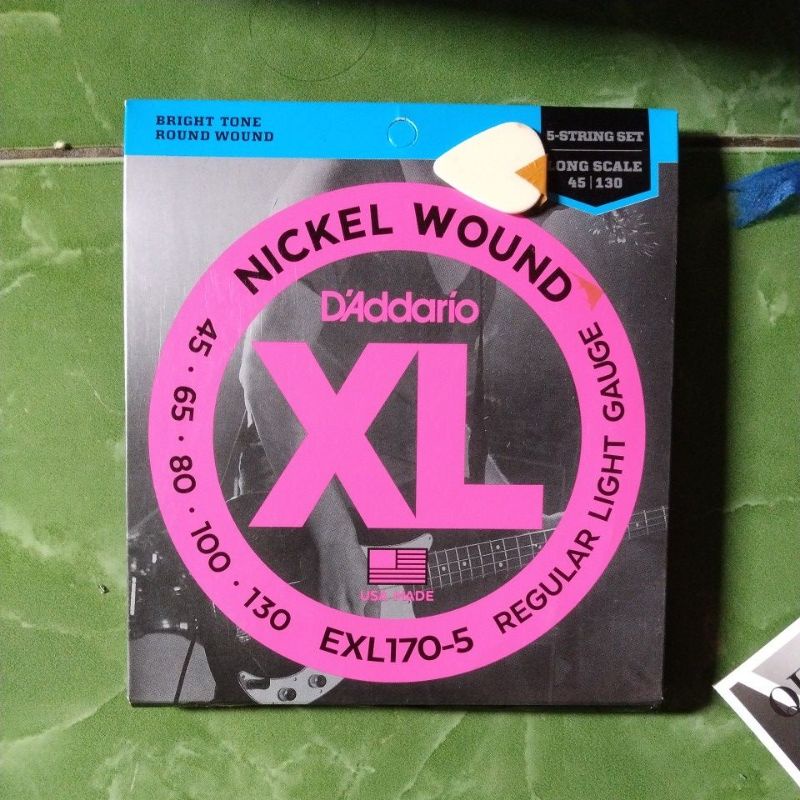 BRIGHT TONE
ROUND WOUND
5-STRING SET
LONG SCALE
45 | 130
NICKEL WOUND
D'Addario
XL
USA MADE
45 · 65 · 80 · 100 · 130
EXL170-5
REGULAR LIGHT GAUGE